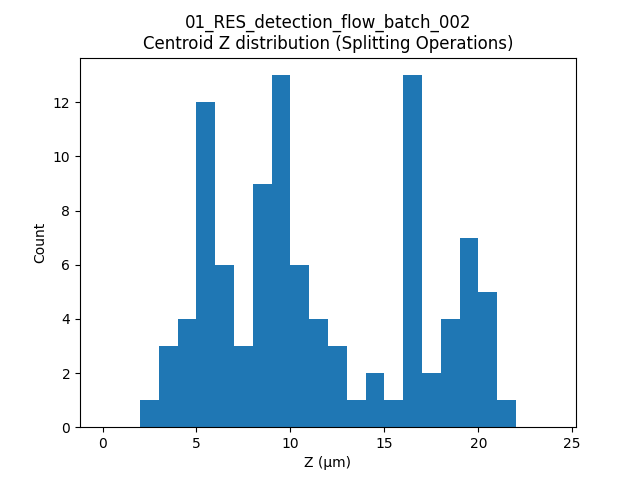 01_RES_detection_flow_batch_002
Centroid Z distribution (Splitting Operations)
12
10
8
6
4
2
0
Count
0 5 10 15 20 25
Z (μm)